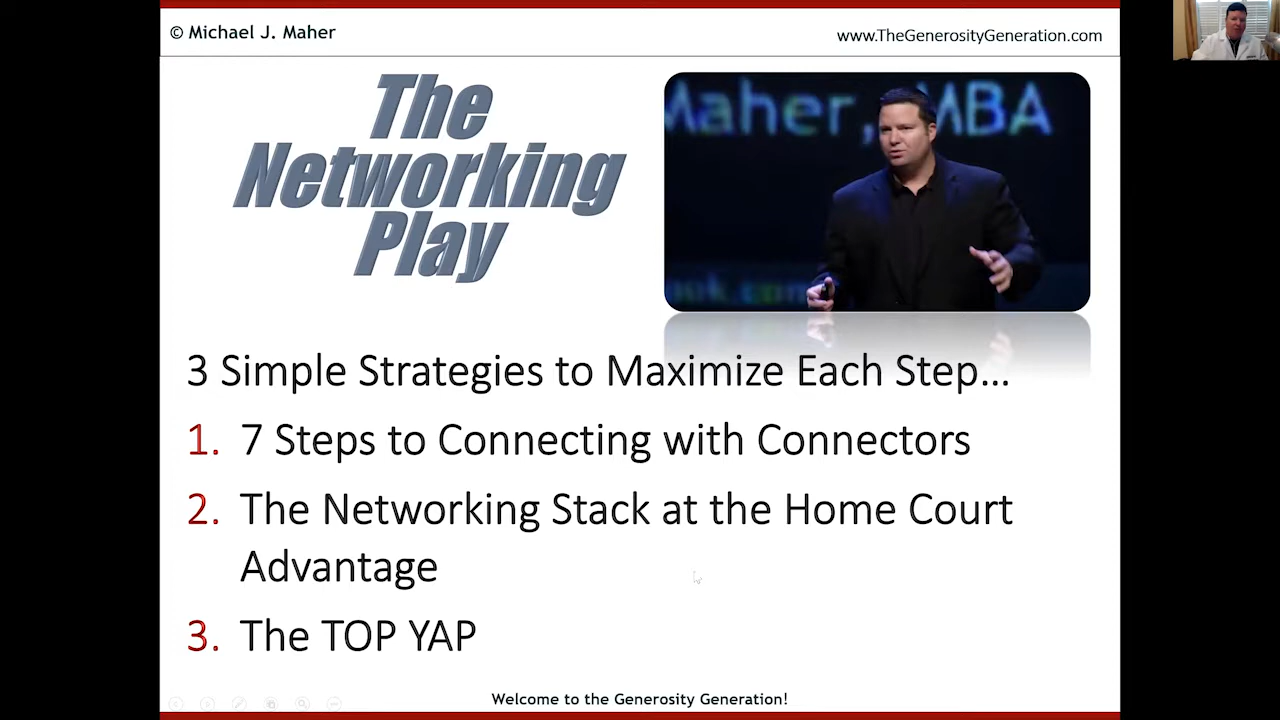 © Michael J. Maher
www.TheGenerosityGeneration.com
The
Networking
Play
Maher, MBA
3 Simple Strategies to Maximize Each Step…
1. 7 Steps to Connecting with Connectors
2. The Networking Stack at the Home Court
Advantage
3. The TOP YAP
Welcome to the Generosity Generation!